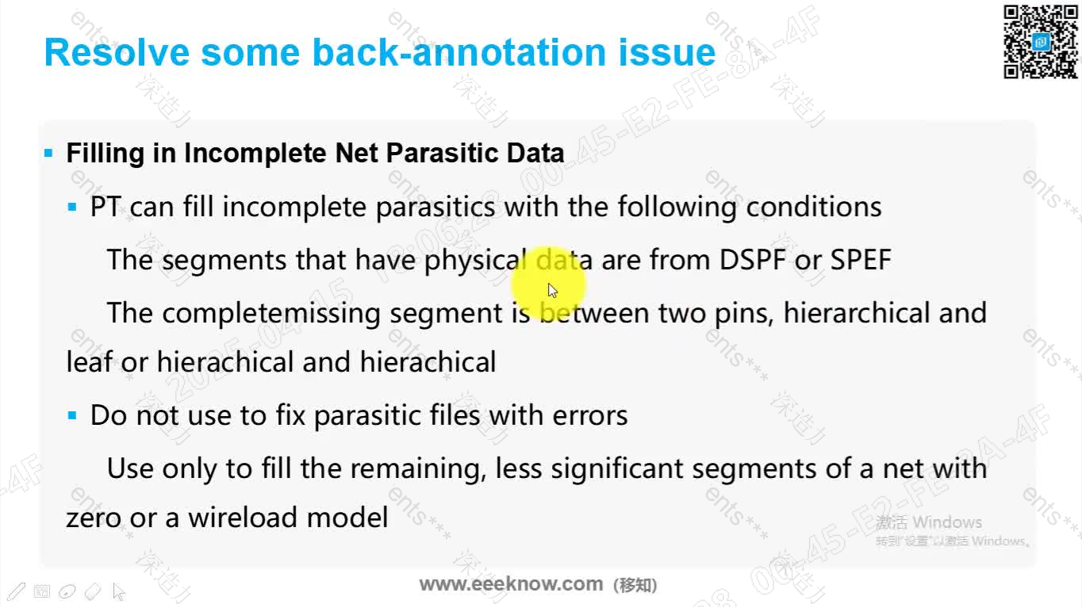 Resolve some back-annotation issue
Filling in Incomplete Net Parasitic Data
PT can fill incomplete parasitics with the following conditions
The segments that have physical data are from DSPF or SPEF
The completemissing segment is between two pins, hierarchical and
leaf or hierachical and hierachical
Do not use to fix parasitic files with errors
Use only to fill the remaining, less significant segments of a net with
zero or a wireload model
激活 Windows
转到"设置"以激活 Windows。
www.eeeknow.com (移知)